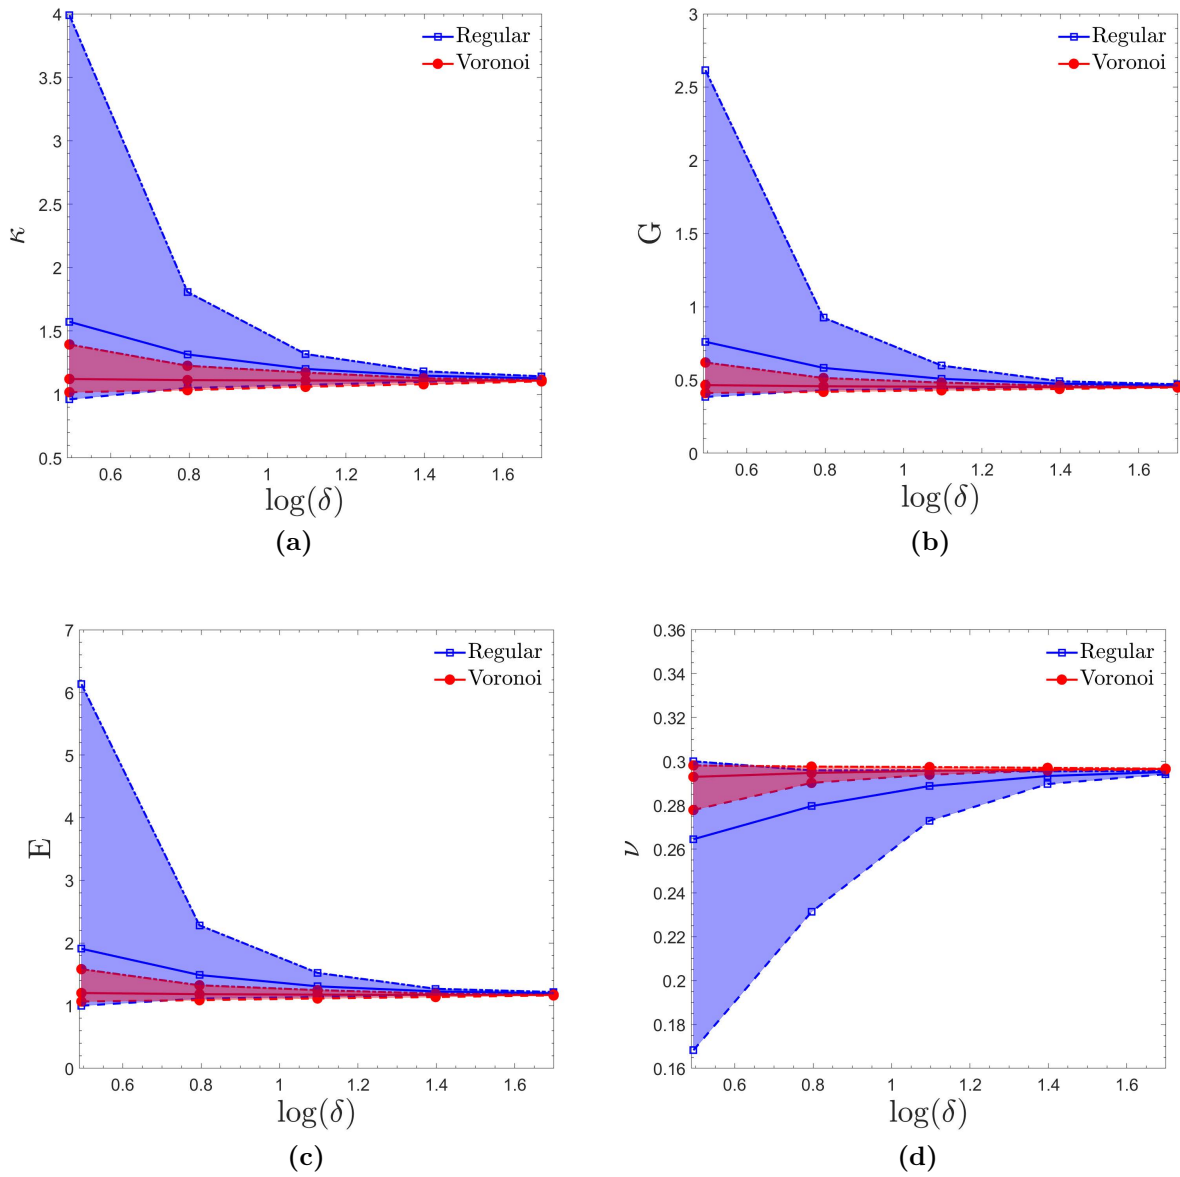 4
3.5
3
2.5
2
1.5
1
0.5
κ
0.6 0.8 1 1.2 1.4 1.6
log(δ)
Regular
Voronoi
(a)
3
2.5
2
1.5
1
0.5
0
G
0.6 0.8 1 1.2 1.4 1.6
log(δ)
Regular
Voronoi
(b)
7
6
5
4
3
2
1
0
E
0.6 0.8 1 1.2 1.4 1.6
log(δ)
Regular
Voronoi
(c)
0.36
0.34
0.32
0.3
0.28
0.26
0.24
0.22
0.2
0.18
0.16
ν
0.6 0.8 1 1.2 1.4 1.6
log(δ)
Regular
Voronoi
(d)